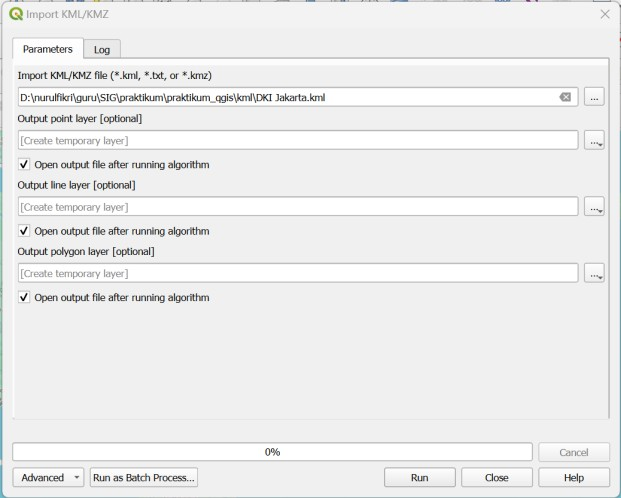 Import KML/KMZ
Parameters Log
Import KML/KMZ file (*.kml, *.txt, or *.kmz)
D:\nurulfikri\guru\SIG\praktikum\praktikum_qgis\kml\DKI Jakarta.kml
...
Output point layer [optional]
[Create temporary layer]
...
Open output file after running algorithm
Output line layer [optional]
[Create temporary layer]
...
Open output file after running algorithm
Output polygon layer [optional]
[Create temporary layer]
...
Open output file after running algorithm
0%
Cancel
Advanced Run as Batch Process... Run Close Help